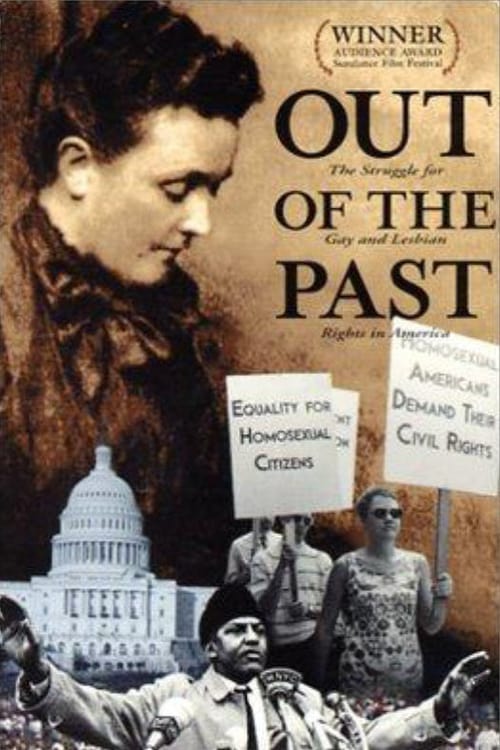 WINNER
AUDIENCE AWARD
Sundance Film Festival
OUT
The Struggle for
OF THE
Gay and Lesbian
PAST
Rights in America
HOMOSEXUAL
AMERICANS
DEMAND THEIR
CIVIL RIGHTS
EQUALITY FOR
HOMOSEXUAL
CITIZENS
WNYC